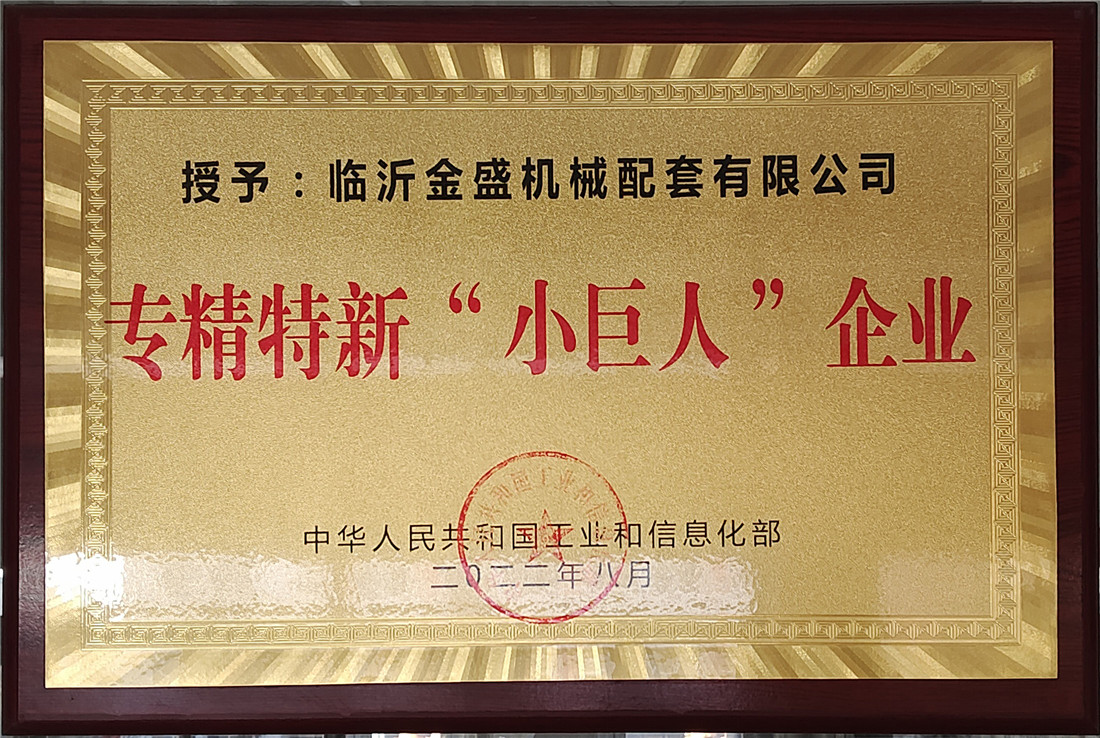 授予：临沂金盛机械配套有限公司
专精特新“小巨人”企业
中华人民共和国工业和信息化部
二0二二年八月